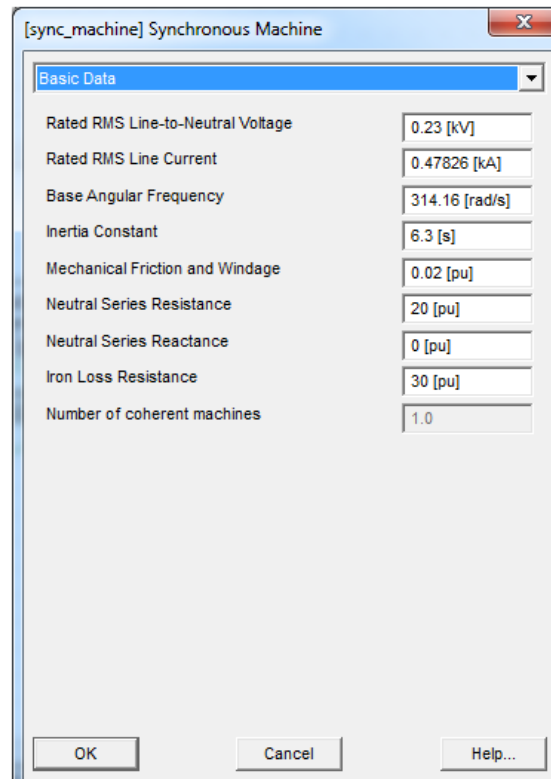 [sync_machine] Synchronous Machine
Basic Data
Rated RMS Line-to-Neutral Voltage 0.23 [kV]
Rated RMS Line Current 0.47826 [kA]
Base Angular Frequency 314.16 [rad/s]
Inertia Constant 6.3 [s]
Mechanical Friction and Windage 0.02 [pu]
Neutral Series Resistance 20 [pu]
Neutral Series Reactance 0 [pu]
Iron Loss Resistance 30 [pu]
Number of coherent machines 1.0
OK Cancel Help...